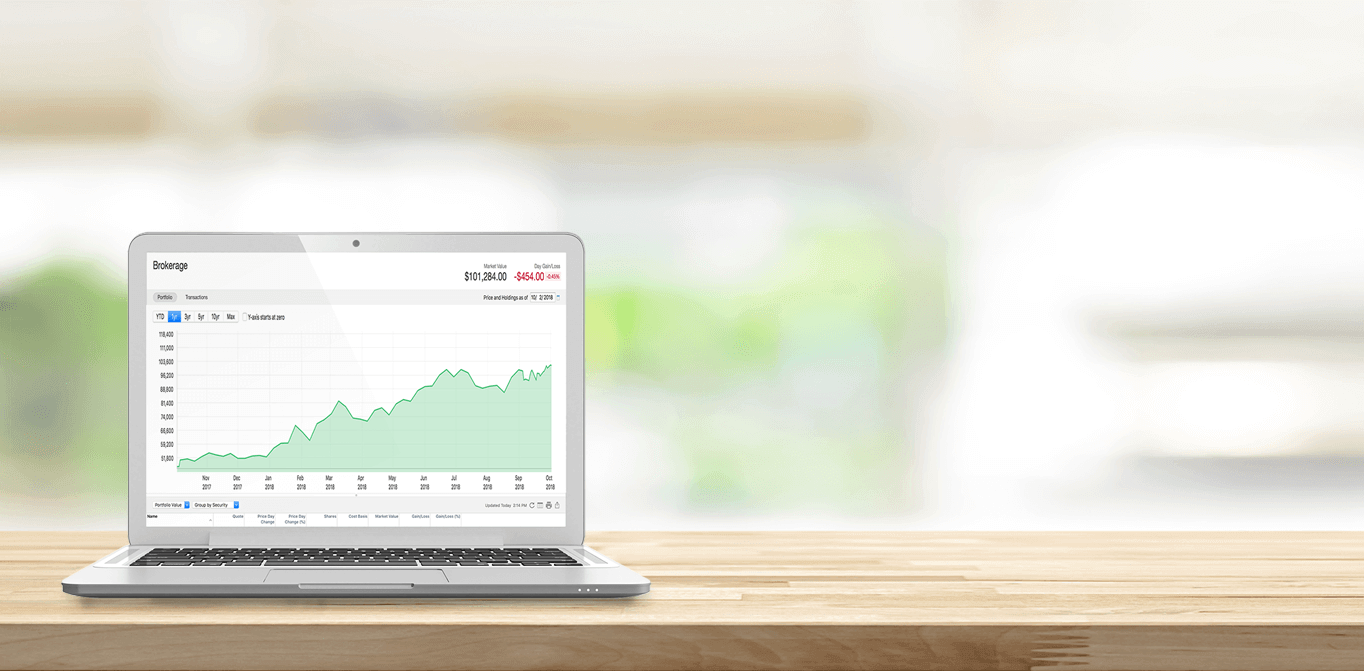 Brokerage
Market Value Day Gain/Loss
$101,284.00 -$454.00 -0.45%
Portfolio Transactions Price and Holdings as of 10/ 2/ 2018
YTD 1yr 3yr 5yr 10yr Max Y-axis starts at zero
118,400
111,000
103,600
96,200
88,800
81,400
74,000
66,600
59,200
51,800
Nov Dec Jan Feb Mar Apr May Jun Jul Aug Sep Oct
2017 2017 2018 2018 2018 2018 2018 2018 2018 2018 2018 2018
Portfolio Value Group by Security Updated Today 2:14 PM
Name Quote Price Day Price Day Shares Cost Basis Market Value Gain/Loss Gain/Loss (%)
Change Change (%)